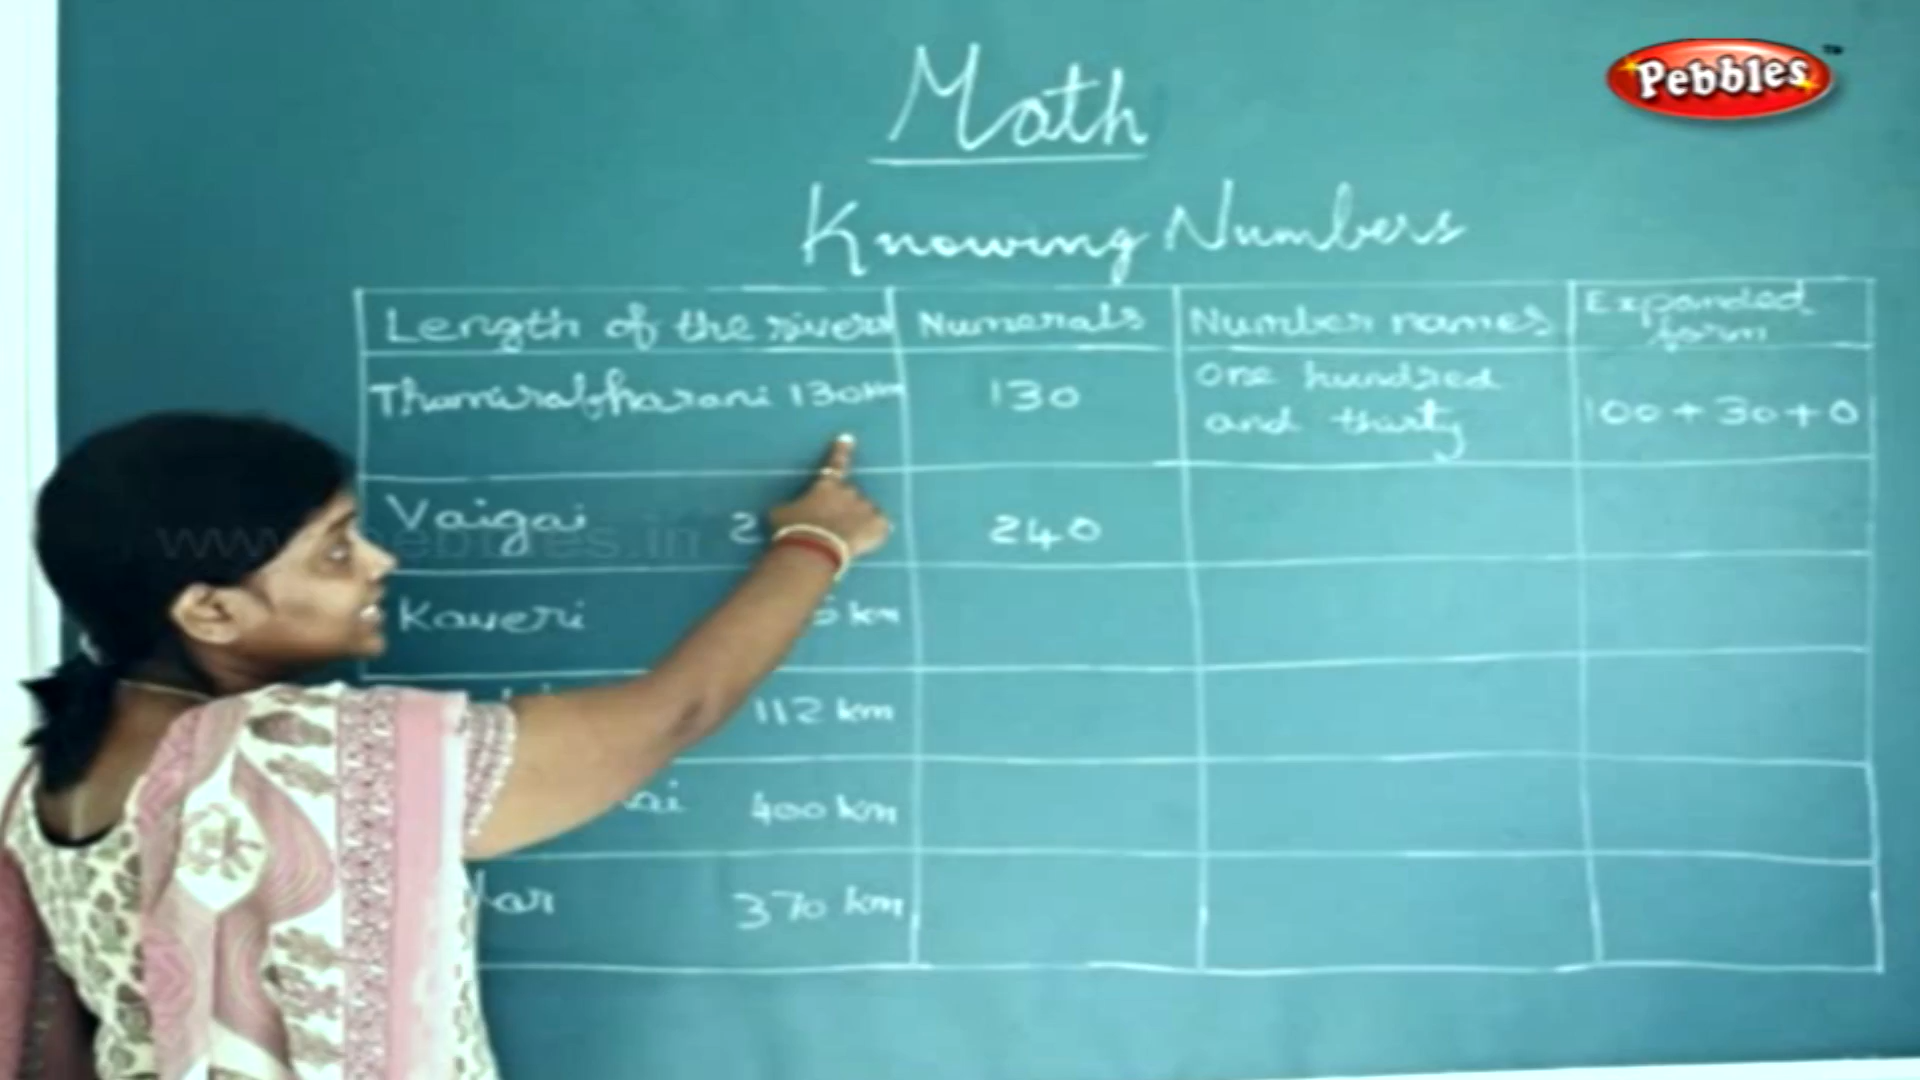 Pebbles™
Math
Knowing Numbers
Length of the rivers Numerals Number names Expanded form
Thamirabharani 130km 130 One hundred and thirty 100 + 30 + 0
Vaigai 240
Kaveri km
112 km
400 km
370 km